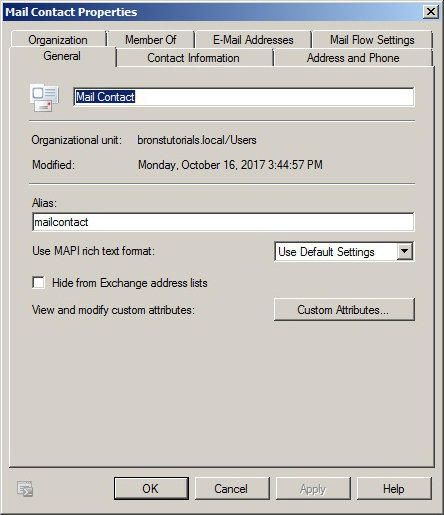 Mail Contact Properties
Organization Member Of E-Mail Addresses Mail Flow Settings
General Contact Information Address and Phone
Mail Contact
Organizational unit: bronstutorials.local/Users
Modified: Monday, October 16, 2017 3:44:57 PM
Alias:
mailcontact
Use MAPI rich text format: Use Default Settings
Hide from Exchange address lists
View and modify custom attributes: Custom Attributes...
OK Cancel Apply Help